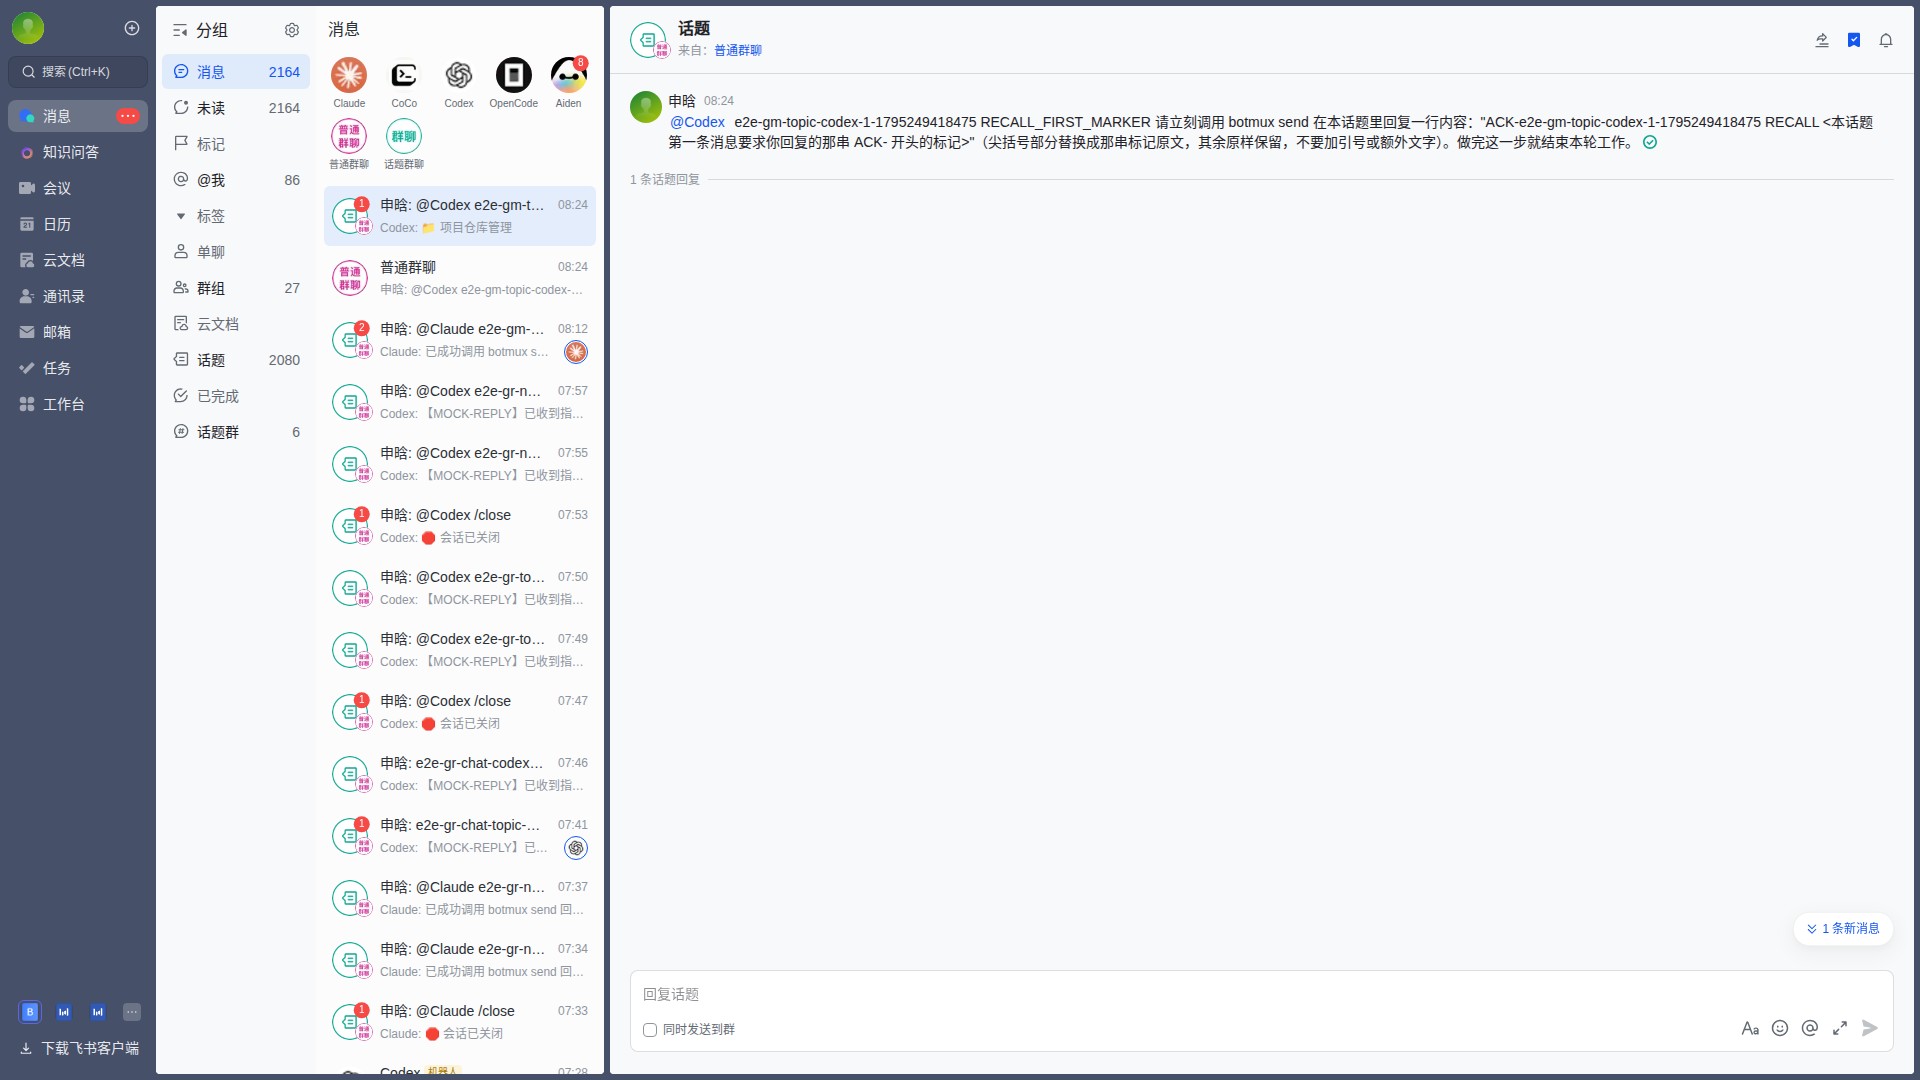 搜索 (Ctrl+K)
消息
知识问答
会议
日历
云文档
通讯录
邮箱
任务
工作台
下载飞书客户端
分组
消息 2164
未读 2164
标记
@我 86
标签
单聊
群组 27
云文档
话题 2080
已完成
话题群 6
消息
8
Claude CoCo Codex OpenCode Aiden
普通群聊 群聊
普通群聊 话题群聊
1 申晗: @Codex e2e-gm-t... 08:24
Codex: 📁 项目仓库管理
普通群聊 08:24
申晗: @Codex e2e-gm-topic-codex-...
2 申晗: @Claude e2e-gm-... 08:12
Claude: 已成功调用 botmux s...
申晗: @Codex e2e-gr-n... 07:57
Codex: 【MOCK-REPLY】已收到指...
申晗: @Codex e2e-gr-n... 07:55
Codex: 【MOCK-REPLY】已收到指...
1 申晗: @Codex /close 07:53
Codex: 🛑 会话已关闭
申晗: @Codex e2e-gr-to... 07:50
Codex: 【MOCK-REPLY】已收到指...
申晗: @Codex e2e-gr-to... 07:49
Codex: 【MOCK-REPLY】已收到指...
1 申晗: @Codex /close 07:47
Codex: 🛑 会话已关闭
申晗: e2e-gr-chat-codex... 07:46
Codex: 【MOCK-REPLY】已收到指...
1 申晗: e2e-gr-chat-topic-... 07:41
Codex: 【MOCK-REPLY】已...
申晗: @Claude e2e-gr-n... 07:37
Claude: 已成功调用 botmux send 回...
申晗: @Claude e2e-gr-n... 07:34
Claude: 已成功调用 botmux send 回...
1 申晗: @Claude /close 07:33
Claude: 🛑 会话已关闭
Codex 机器人 07:28
话题
来自：普通群聊
申晗 08:24
@Codex e2e-gm-topic-codex-1-1795249418475 RECALL_FIRST_MARKER 请立刻调用 botmux send 在本话题里回复一行内容："ACK-e2e-gm-topic-codex-1-1795249418475 RECALL <本话题
第一条消息要求你回复的那串 ACK- 开头的标记>"（尖括号部分替换成那串标记原文，其余原样保留，不要加引号或额外文字）。做完这一步就结束本轮工作。
1 条话题回复
1 条新消息
回复话题
同时发送到群